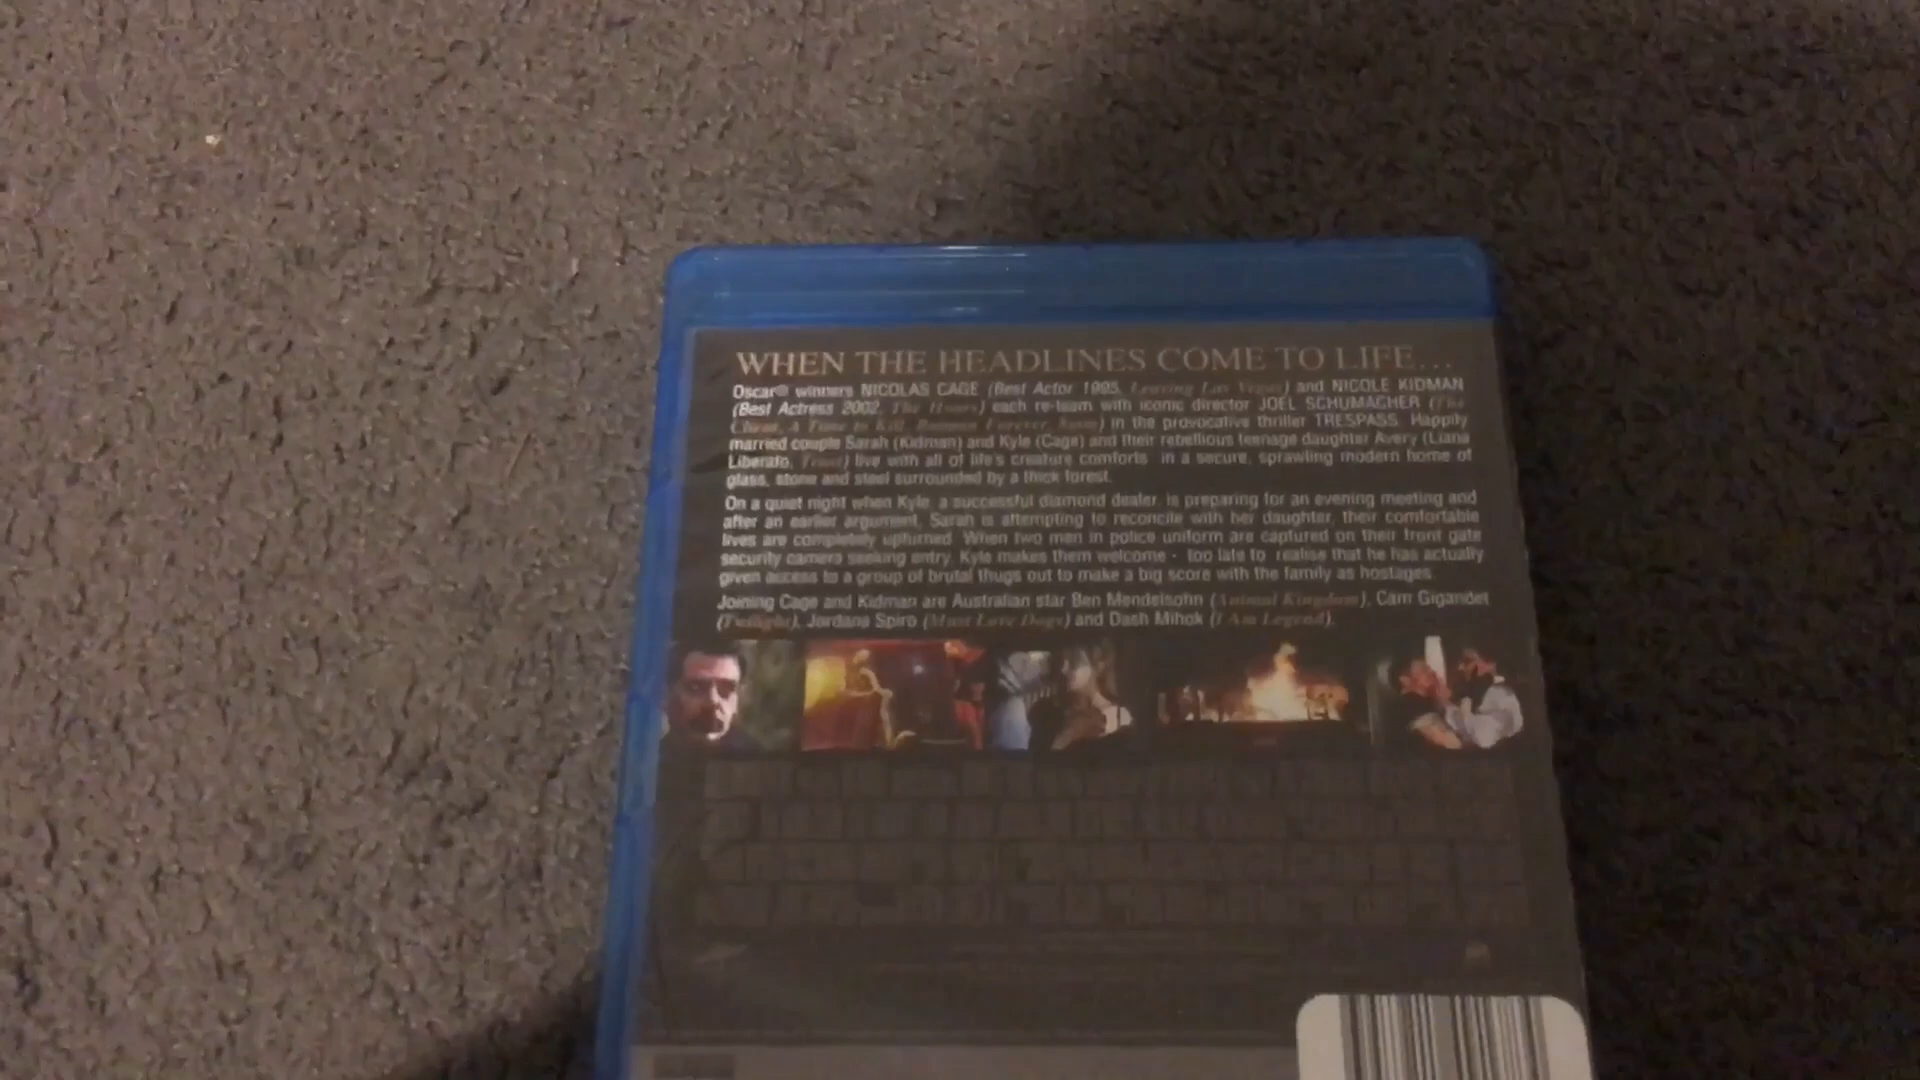 WHEN THE HEADLINES COME TO LIFE...
Oscar® winners NICOLAS CAGE (Best Actor 1995, Leaving Las Vegas) and NICOLE KIDMAN
(Best Actress 2002, The Hours) each re-team with iconic director JOEL SCHUMACHER (The
Client, A Time to Kill, Batman Forever, 8mm) in the provocative thriller TRESPASS. Happily
married couple Sarah (Kidman) and Kyle (Cage) and their rebellious teenage daughter Avery (Liana
Liberato, Trust) live with all of life's creature comforts in a secure, sprawling modern home of
glass, stone and steel surrounded by a thick forest.
On a quiet night when Kyle, a successful diamond dealer, is preparing for an evening meeting and
after an earlier argument, Sarah is attempting to reconcile with her daughter, their comfortable
lives are completely upturned. When two men in police uniform are captured on their front gate
security camera seeking entry, Kyle makes them welcome - too late to realise that he has actually
given access to a group of brutal thugs out to make a big score with the family as hostages.
Joining Cage and Kidman are Australian star Ben Mendelsohn (Animal Kingdom), Cam Gigandet
(Twilight), Jordana Spiro (Must Love Dogs) and Dash Mihok (I Am Legend).